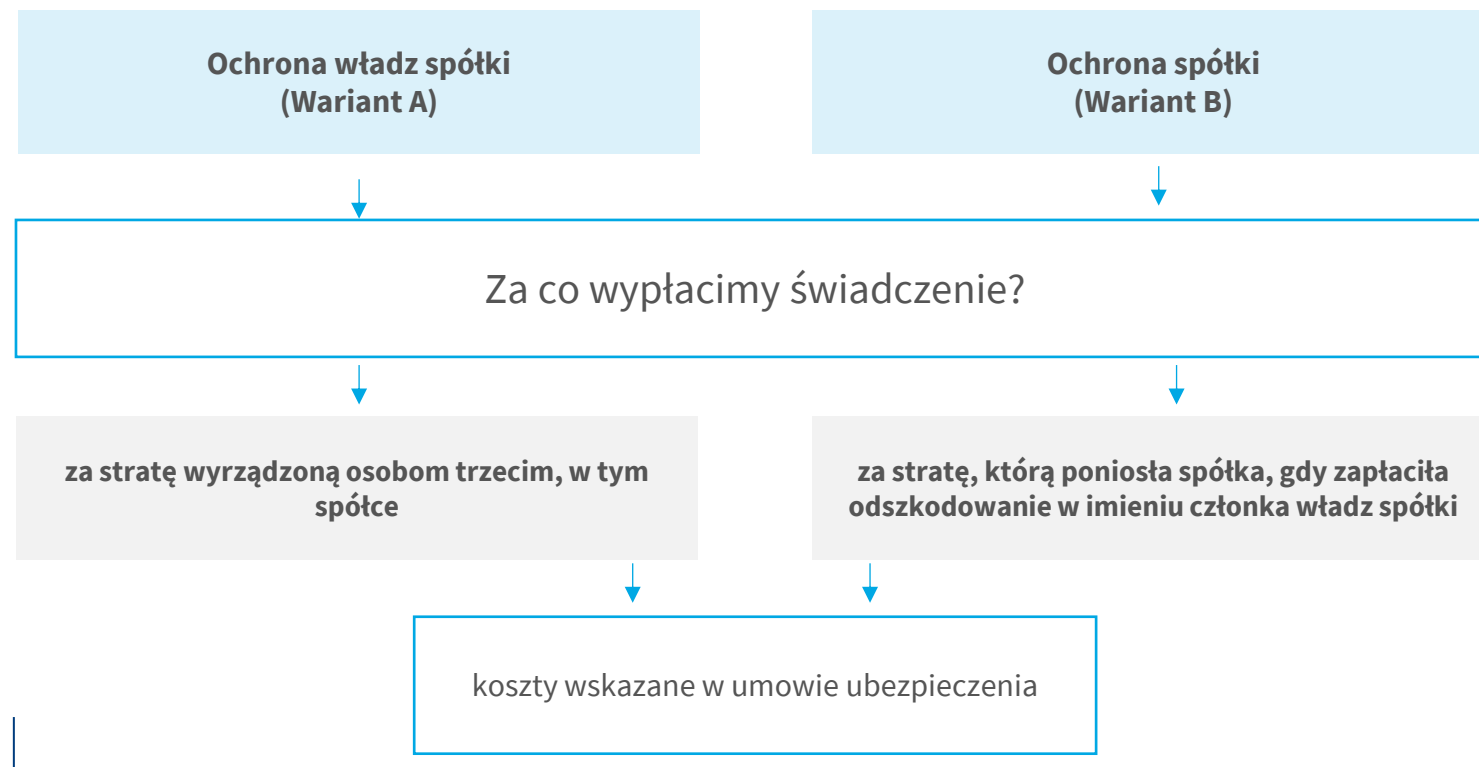 Ochrona władz spółki
(Wariant A)
Ochrona spółki
(Wariant B)
Za co wypłacimy świadczenie?
za stratę wyrządzoną osobom trzecim, w tym
spółce
za stratę, którą poniosła spółka, gdy zapłaciła
odszkodowanie w imieniu członka władz spółki
koszty wskazane w umowie ubezpieczenia